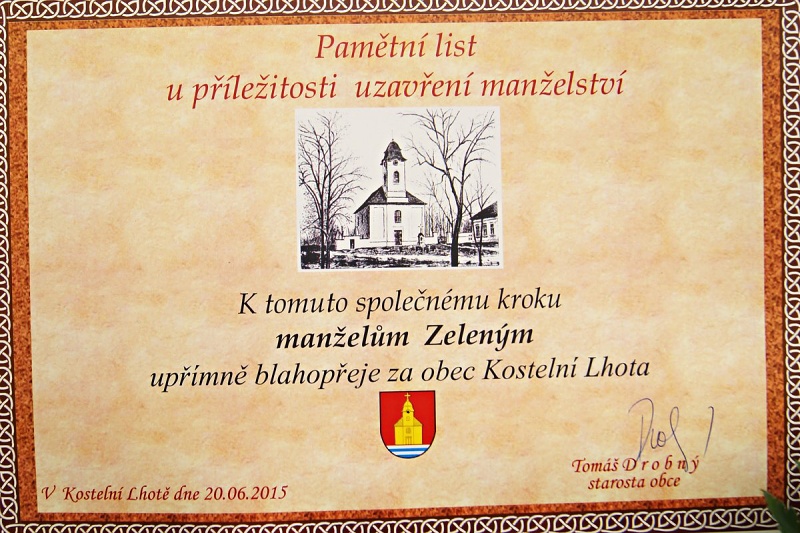 Pamětní list
u příležitosti uzavření manželství
K tomuto společnému kroku
manželům Zeleným
upřímně blahopřeje za obec Kostelní Lhota
Tomáš Drobný
starosta obce
V Kostelní Lhotě dne 20.06.2015